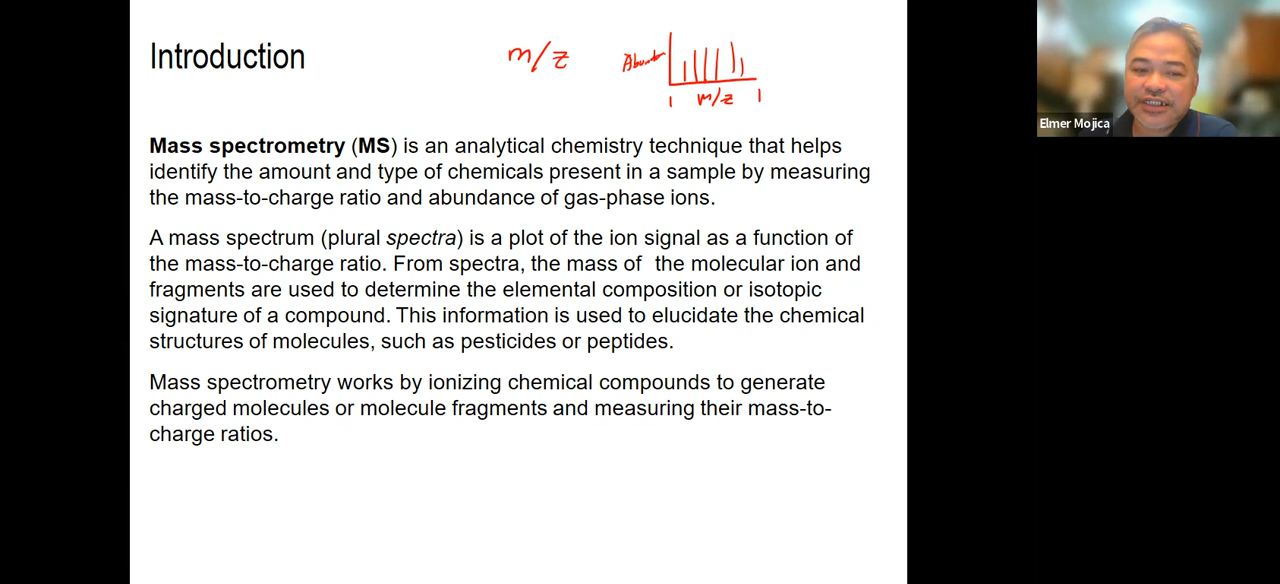 Introduction
m/z
m/z
Mass spectrometry (MS) is an analytical chemistry technique that helps
identify the amount and type of chemicals present in a sample by measuring
the mass-to-charge ratio and abundance of gas-phase ions.
A mass spectrum (plural spectra) is a plot of the ion signal as a function of
the mass-to-charge ratio. From spectra, the mass of the molecular ion and
fragments are used to determine the elemental composition or isotopic
signature of a compound. This information is used to elucidate the chemical
structures of molecules, such as pesticides or peptides.
Mass spectrometry works by ionizing chemical compounds to generate
charged molecules or molecule fragments and measuring their mass-to-
charge ratios.
Elmer Mojica